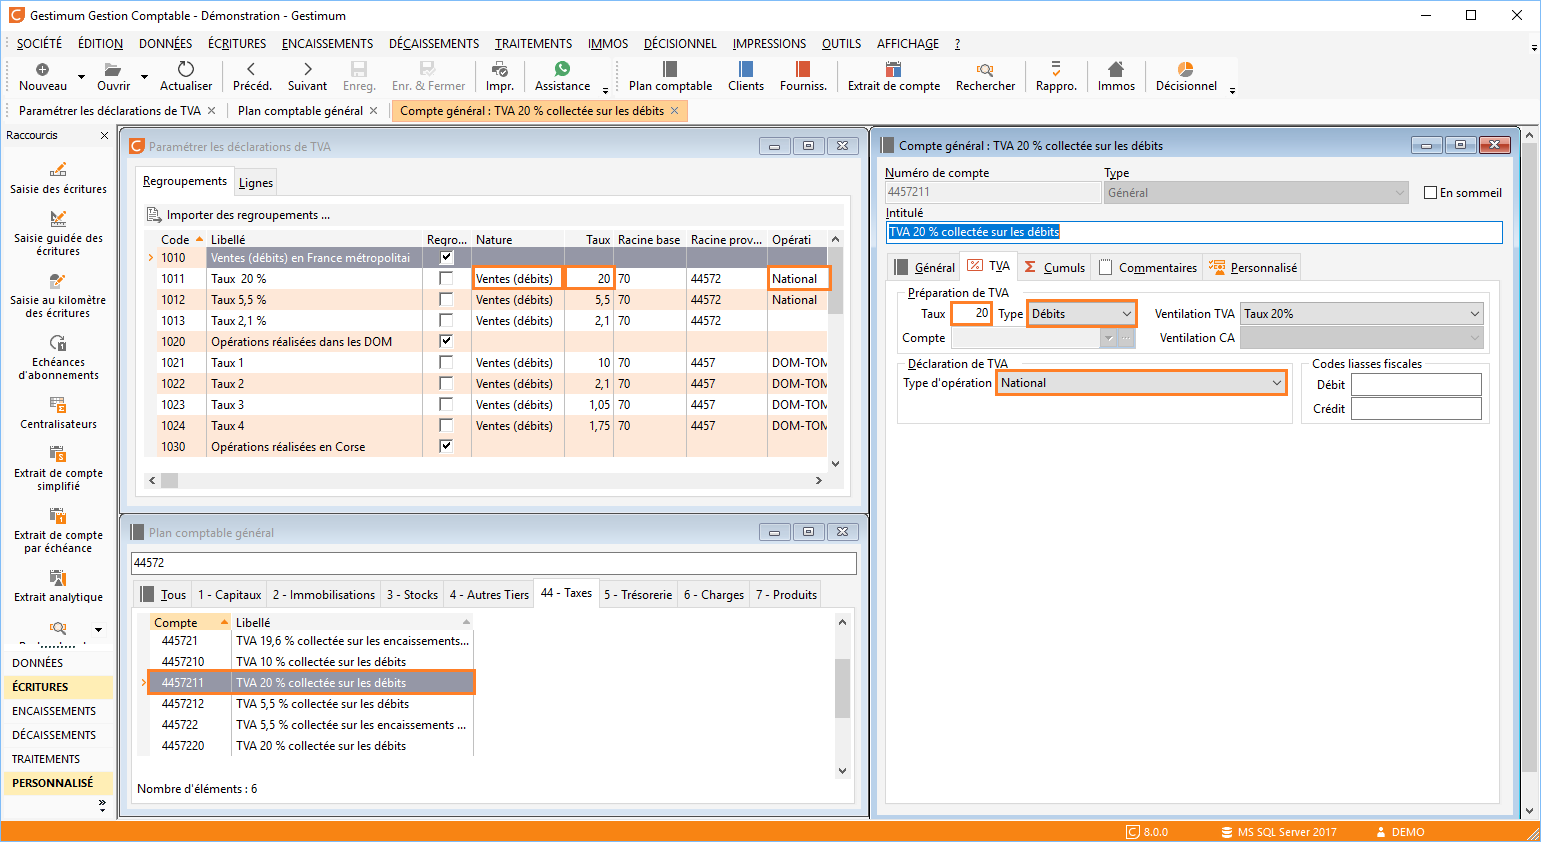 Gestimum Gestion Comptable - Démonstration - Gestimum
SOCIÉTÉ ÉDITION DONNÉES ÉCRITURES ENCAISSEMENTS DÉCAISSEMENTS TRAITEMENTS IMMOS DÉCISIONNEL IMPRESSIONS OUTILS AFFICHAGE ?
Nouveau Ouvrir Actualiser Précéd. Suivant Enreg. Enr. & Fermer Impr. Assistance Plan comptable Clients Fourniss. Extrait de compte Rechercher Rappro. Immos Décisionnel
Paramétrer les déclarations de TVA Plan comptable général Compte général : TVA 20 % collectée sur les débits
Raccourcis
Saisie des écritures
Saisie guidée des
écritures
Saisie au kilomètre
des écritures
Echéances
d'abonnements
Centralisateurs
Extrait de compte
simplifié
Extrait de compte
par échéance
Extrait analytique
DONNÉES
ÉCRITURES
ENCAISSEMENTS
DÉCAISSEMENTS
TRAITEMENTS
PERSONNALISÉ
Paramétrer les déclarations de TVA
Regroupements Lignes
Importer des regroupements ...
Code Libellé Regro... Nature Taux Racine base Racine prov... Opérati
1010 Ventes (débits) en France métropolitai
1011 Taux 20 % Ventes (débits) 20 70 44572 National
1012 Taux 5,5 % Ventes (débits) 5,5 70 44572 National
1013 Taux 2,1 % Ventes (débits) 2,1 70 44572
1020 Opérations réalisées dans les DOM
1021 Taux 1 Ventes (débits) 10 70 4457 DOM-TOM
1022 Taux 2 Ventes (débits) 2,1 70 4457 DOM-TOM
1023 Taux 3 Ventes (débits) 1,05 70 4457 DOM-TOM
1024 Taux 4 Ventes (débits) 1,75 70 4457 DOM-TOM
1030 Opérations réalisées en Corse
Plan comptable général
44572
Tous 1 - Capitaux 2 - Immobilisations 3 - Stocks 4 - Autres Tiers 44 - Taxes 5 - Trésorerie 6 - Charges 7 - Produits
Compte Libellé
445721 TVA 19,6 % collectée sur les encaissements...
4457210 TVA 10 % collectée sur les débits
4457211 TVA 20 % collectée sur les débits
4457212 TVA 5,5 % collectée sur les débits
445722 TVA 5,5 % collectée sur les encaissements ...
4457220 TVA 20 % collectée sur les débits
Nombre d'éléments : 6
Compte général : TVA 20 % collectée sur les débits
Numéro de compte Type
4457211 Général En sommeil
Intitulé
TVA 20 % collectée sur les débits
Général TVA Cumuls Commentaires Personnalisé
Préparation de TVA
Taux 20 Type Débits Ventilation TVA Taux 20%
Compte Ventilation CA
Déclaration de TVA Codes liasses fiscales
Type d'opération National Débit
Crédit
8.0.0 MS SQL Server 2017 DEMO